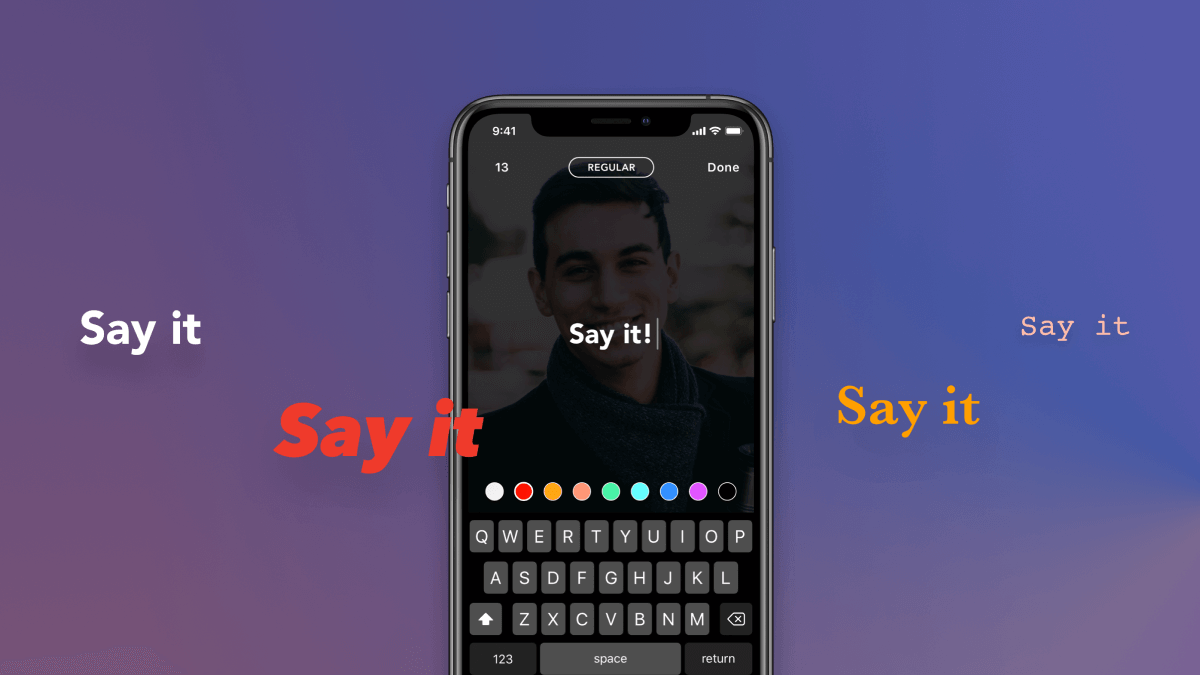 9:41
13 REGULAR Done
Say it
Say it!
Say it
Say it
Say it
Q W E R T Y U I O P
A S D F G H J K L
Z X C V B N M
123 space return